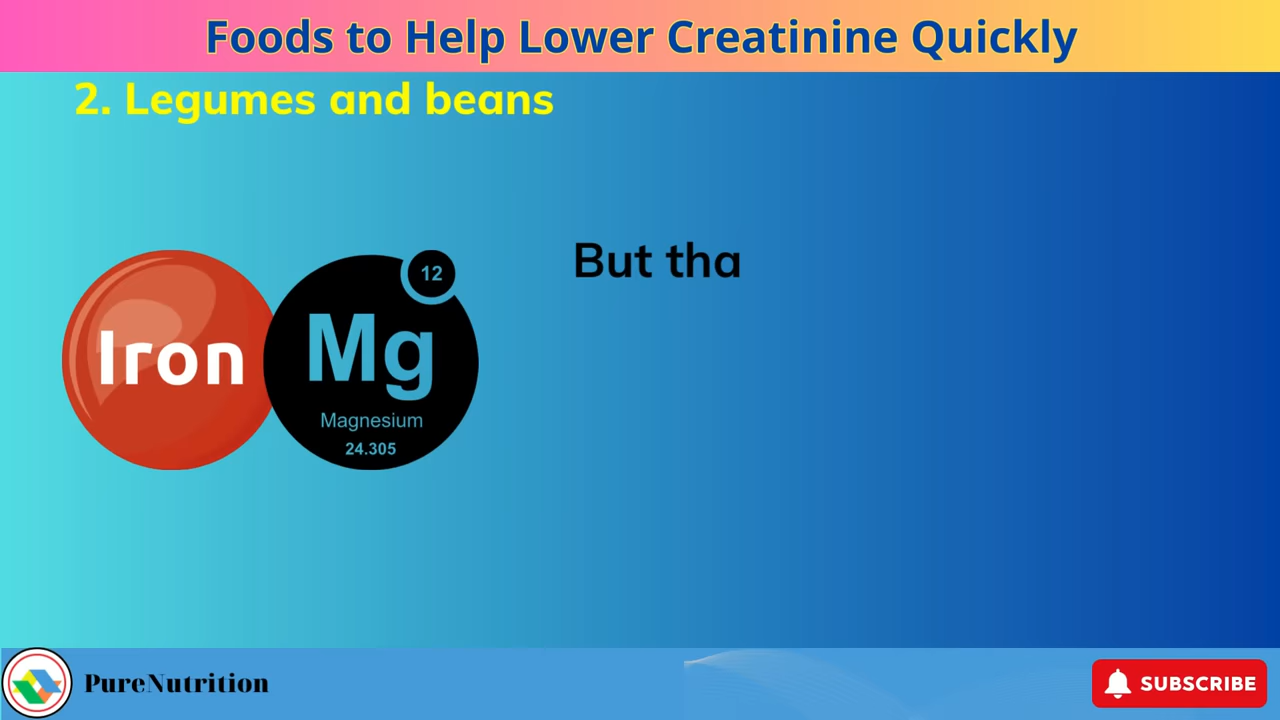 Foods to Help Lower Creatinine Quickly
2. Legumes and beans
But tha
Iron
12
Mg
Magnesium
24.305
PureNutrition
SUBSCRIBE